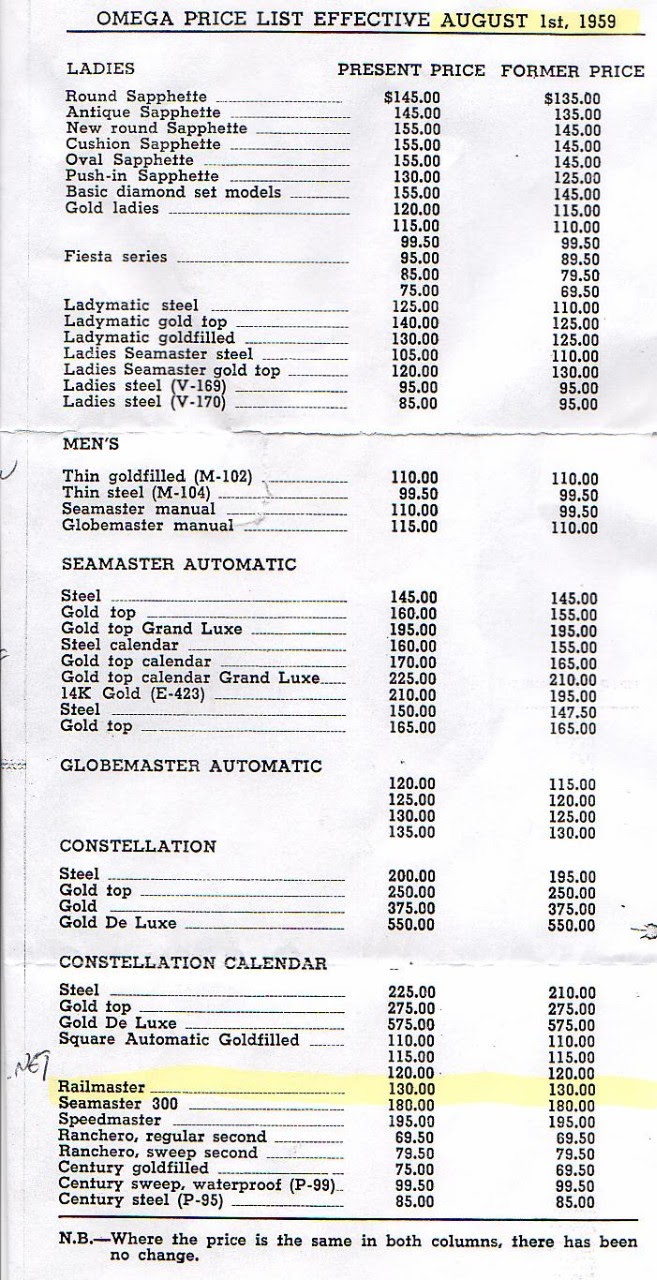 OMEGA PRICE LIST EFFECTIVE AUGUST 1st, 1959
LADIES PRESENT PRICE FORMER PRICE
Round Sapphette $145.00 $135.00
Antique Sapphette 145.00 135.00
New round Sapphette 155.00 145.00
Cushion Sapphette 155.00 145.00
Oval Sapphette 155.00 145.00
Push-in Sapphette 130.00 125.00
Basic diamond set models 155.00 145.00
Gold ladies 120.00 115.00
115.00 110.00
99.50 99.50
Fiesta series 95.00 89.50
85.00 79.50
75.00 69.50
Ladymatic steel 125.00 110.00
Ladymatic gold top 140.00 125.00
Ladymatic goldfilled 130.00 125.00
Ladies Seamaster steel 105.00 110.00
Ladies Seamaster gold top 120.00 130.00
Ladies steel (V-169) 95.00 95.00
Ladies steel (V-170) 85.00 95.00
MEN'S
Thin goldfilled (M-102) 110.00 110.00
Thin steel (M-104) 99.50 99.50
Seamaster manual 110.00 99.50
Globemaster manual 115.00 110.00
SEAMASTER AUTOMATIC
Steel 145.00 145.00
Gold top 160.00 155.00
Gold top Grand Luxe 195.00 195.00
Steel calendar 160.00 155.00
Gold top calendar 170.00 165.00
Gold top calendar Grand Luxe 225.00 210.00
14K Gold (E-423) 210.00 195.00
Steel 150.00 147.50
Gold top 165.00 165.00
GLOBEMASTER AUTOMATIC
120.00 115.00
125.00 120.00
130.00 125.00
135.00 130.00
CONSTELLATION
Steel 200.00 195.00
Gold top 250.00 250.00
Gold 375.00 375.00
Gold De Luxe 550.00 550.00
CONSTELLATION CALENDAR
Steel 225.00 210.00
Gold top 275.00 275.00
Gold De Luxe 575.00 575.00
Square Automatic Goldfilled 110.00 110.00
115.00 115.00
.NET 120.00 120.00
Railmaster 130.00 130.00
Seamaster 300 180.00 180.00
Speedmaster 195.00 195.00
Ranchero, regular second 69.50 69.50
Ranchero, sweep second 79.50 79.50
Century goldfilled 75.00 69.50
Century sweep, waterproof (P-99) 99.50 99.50
Century steel (P-95) 85.00 85.00
N.B.—Where the price is the same in both columns, there has been
no change.